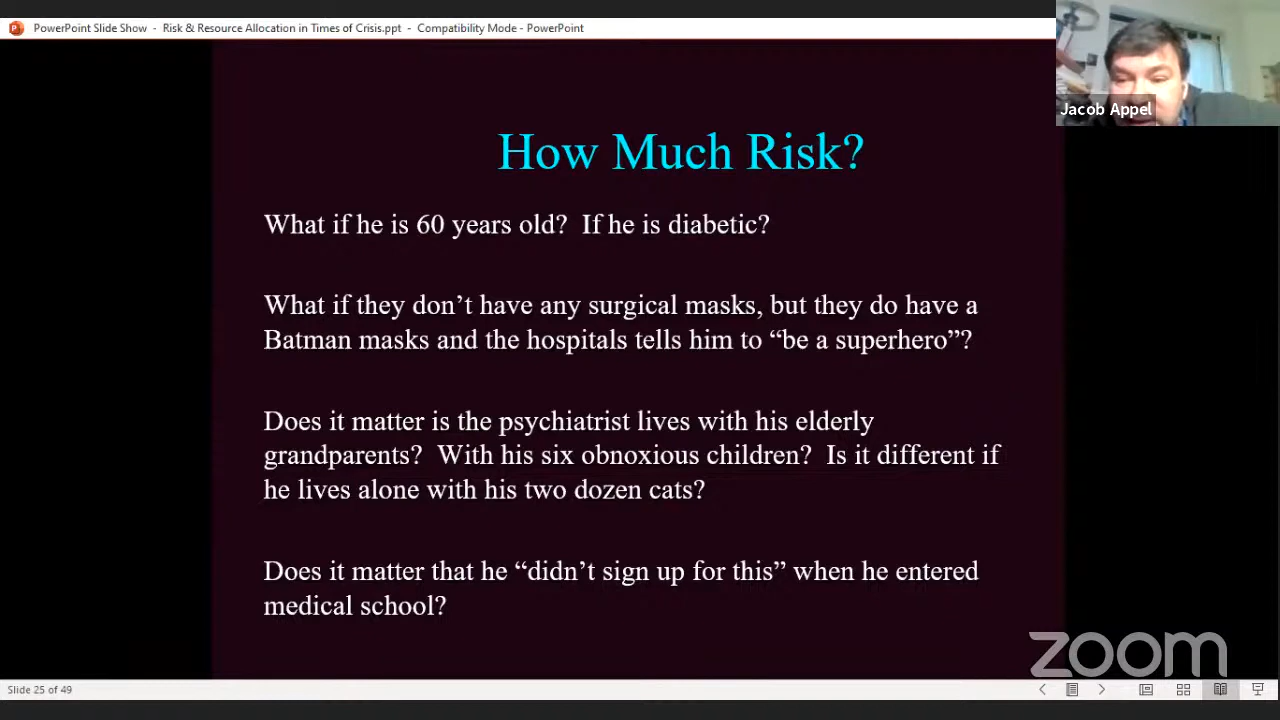 PowerPoint Slide Show - Risk & Resource Allocation in Times of Crisis.ppt - Compatibility Mode - PowerPoint
Jacob Appel
How Much Risk?
What if he is 60 years old? If he is diabetic?
What if they don’t have any surgical masks, but they do have a
Batman masks and the hospitals tells him to “be a superhero”?
Does it matter is the psychiatrist lives with his elderly
grandparents? With his six obnoxious children? Is it different if
he lives alone with his two dozen cats?
Does it matter that he “didn’t sign up for this” when he entered
medical school?
zoom
Slide 25 of 49